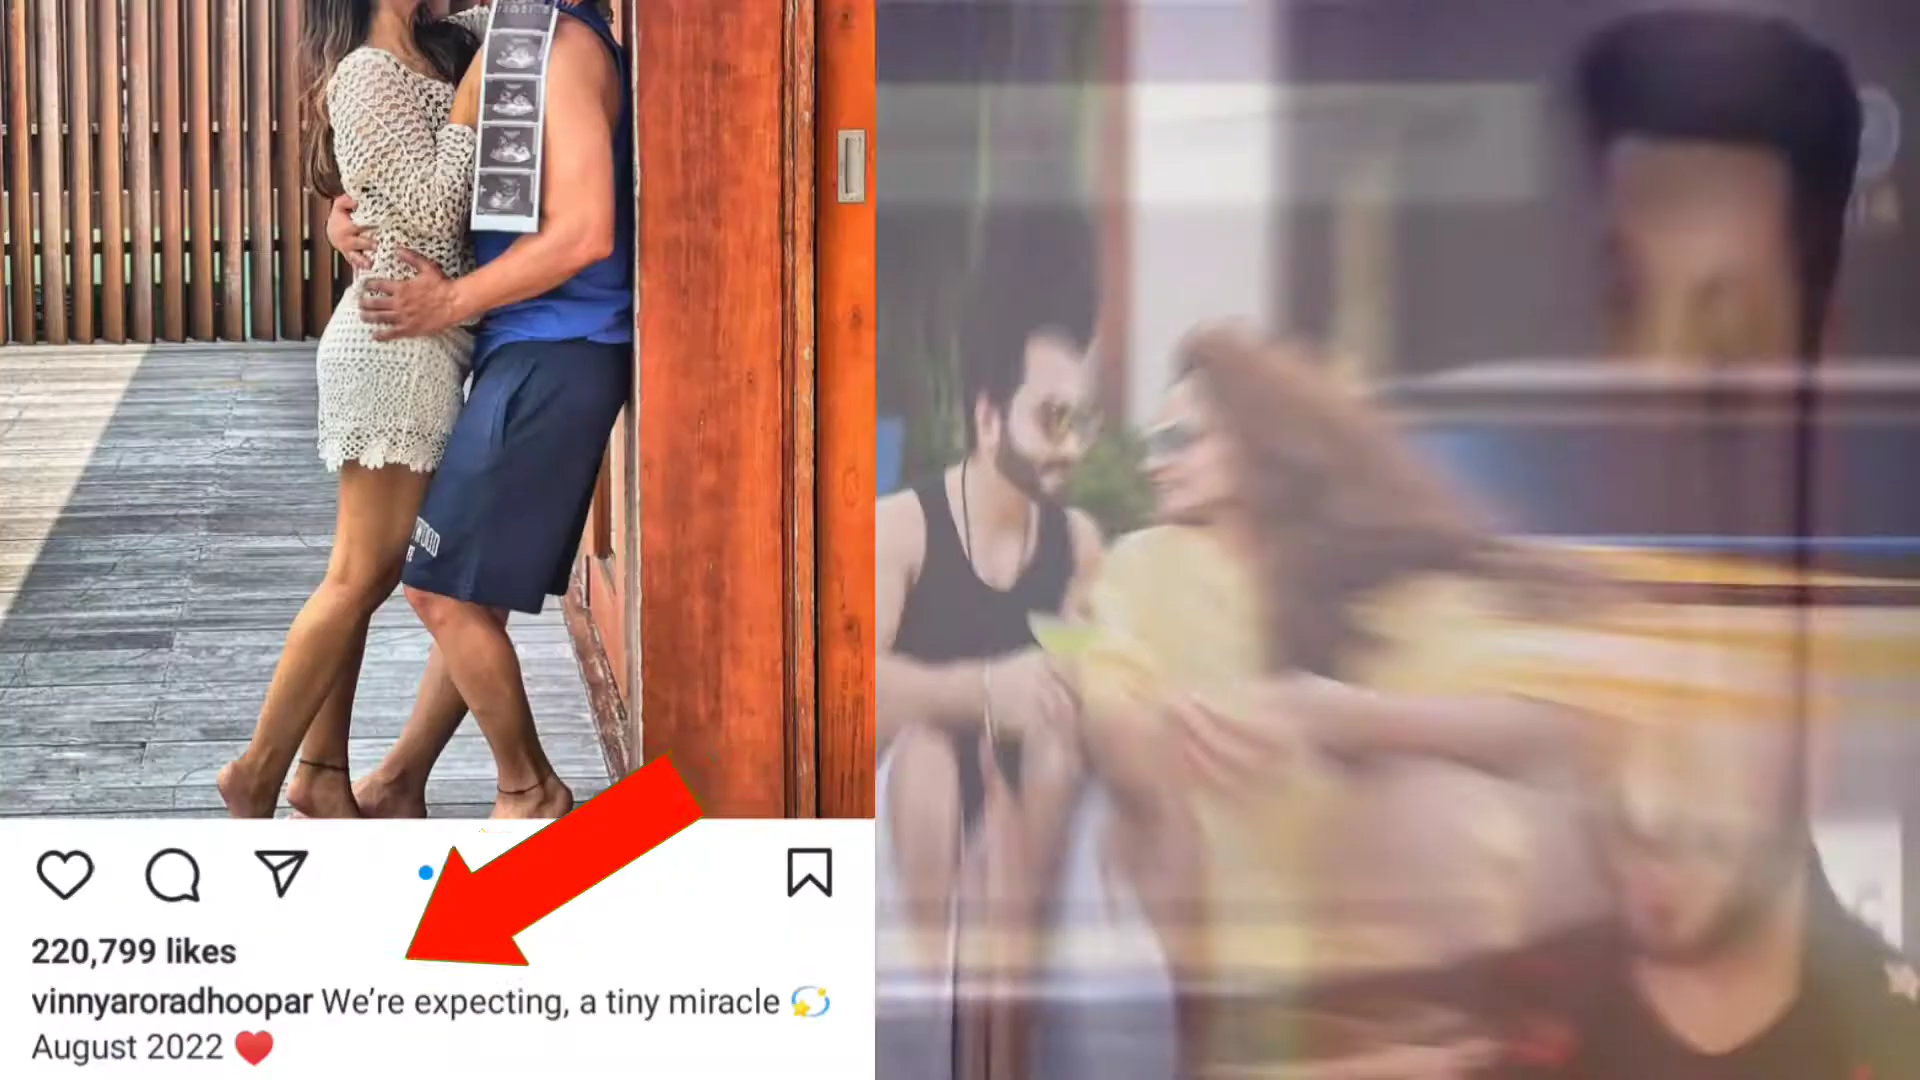 220,799 likes
vinnyaroradhoopar We're expecting, a tiny miracle 💫
August 2022 ❤️